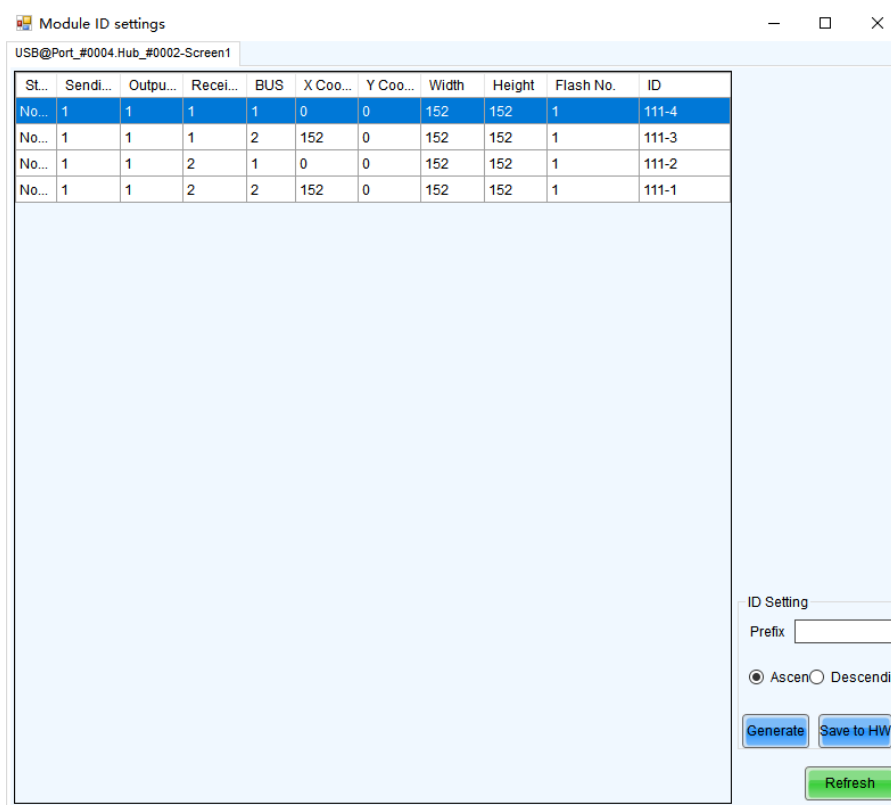 Module ID settings
USB@Port_#0004.Hub_#0002-Screen1
St... Sendi... Outpu... Recei... BUS X Coo... Y Coo... Width Height Flash No. ID
No... 1 1 1 1 0 0 152 152 1 111-4
No... 1 1 1 2 152 0 152 152 1 111-3
No... 1 1 2 1 0 0 152 152 1 111-2
No... 1 1 2 2 152 0 152 152 1 111-1
ID Setting
Prefix
Ascen Descendi
Generate Save to HW
Refresh